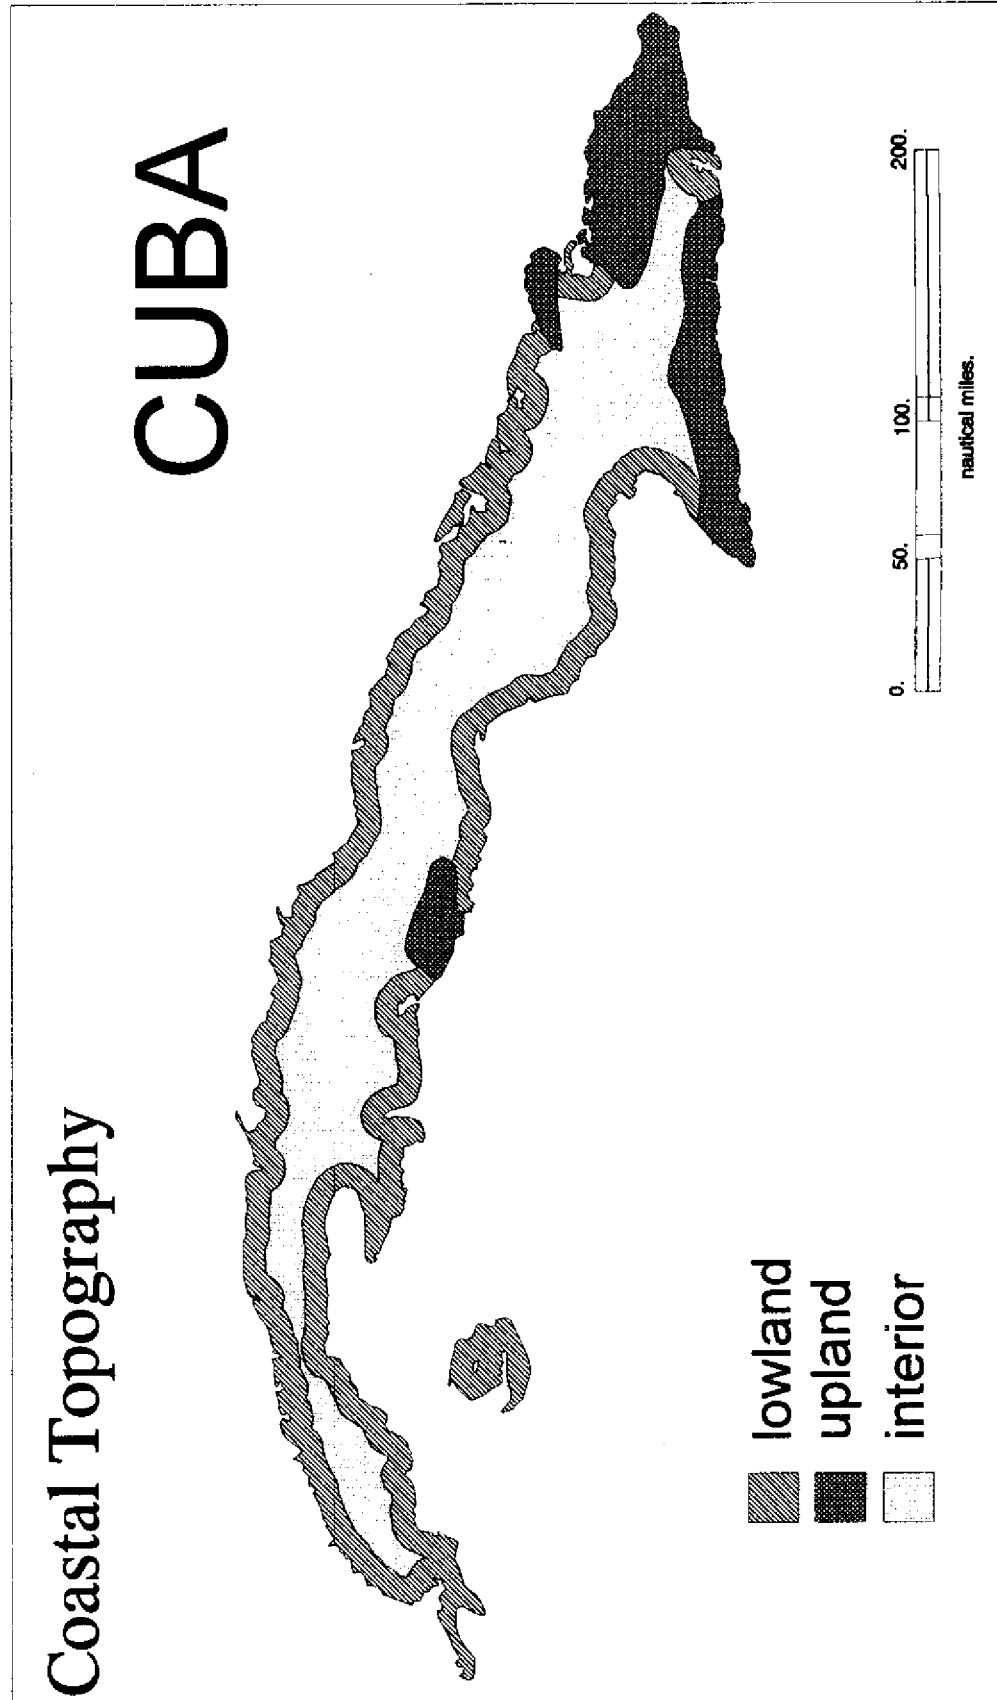 Coastal Topography
CUBA
lowland
upland
interior
0. 50. 100. 200.
nautical miles.